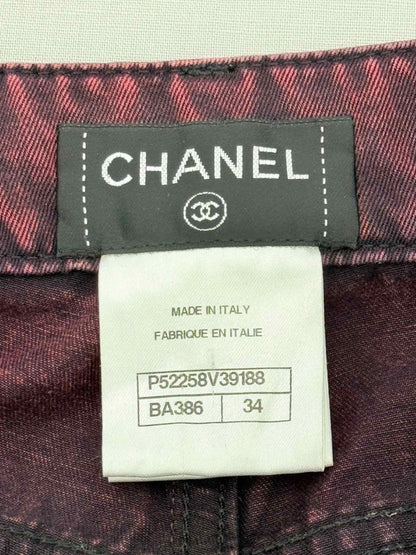 CHANEL
MADE IN ITALY
FABRIQUE EN ITALIE
P52258V39188
BA386 34